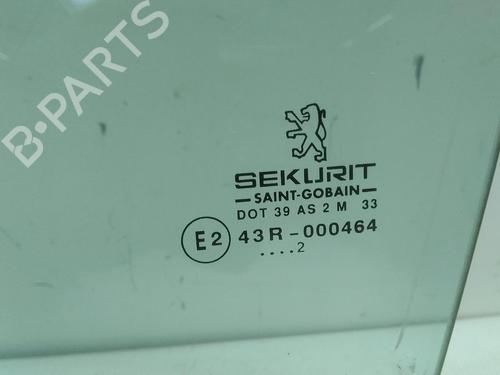 B-PARTS
SEKURIT
SAINT-GOBAIN
DOT 39 AS 2 M 33
E2 43R-000464
....2